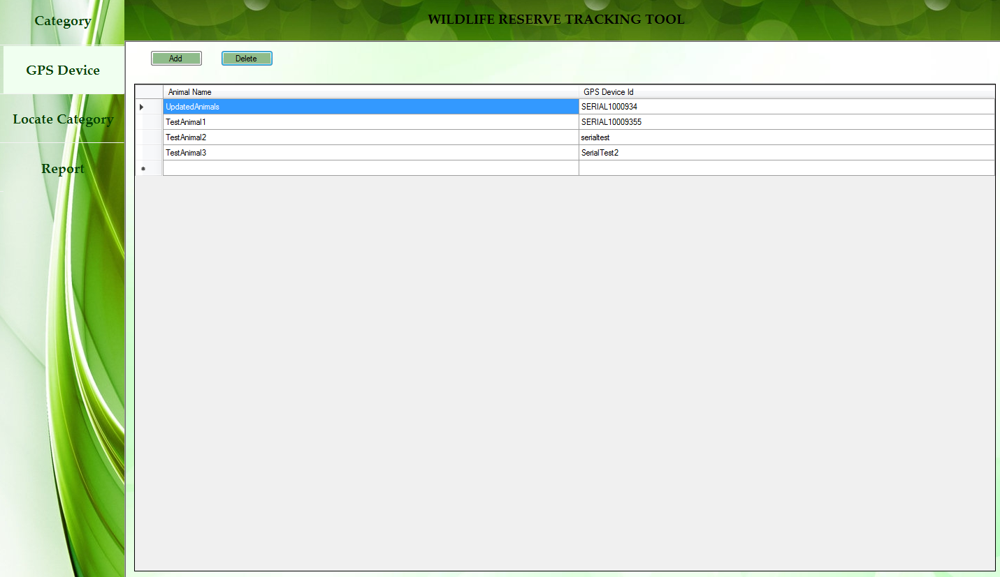 Category
GPS Device
Locate Category
Report
WILDLIFE RESERVE TRACKING TOOL
Add Delete
Animal Name GPS Device Id
UpdatedAnimals SERIAL1000934
TestAnimal1 SERIAL10009355
TestAnimal2 serialtest
TestAnimal3 SerialTest2